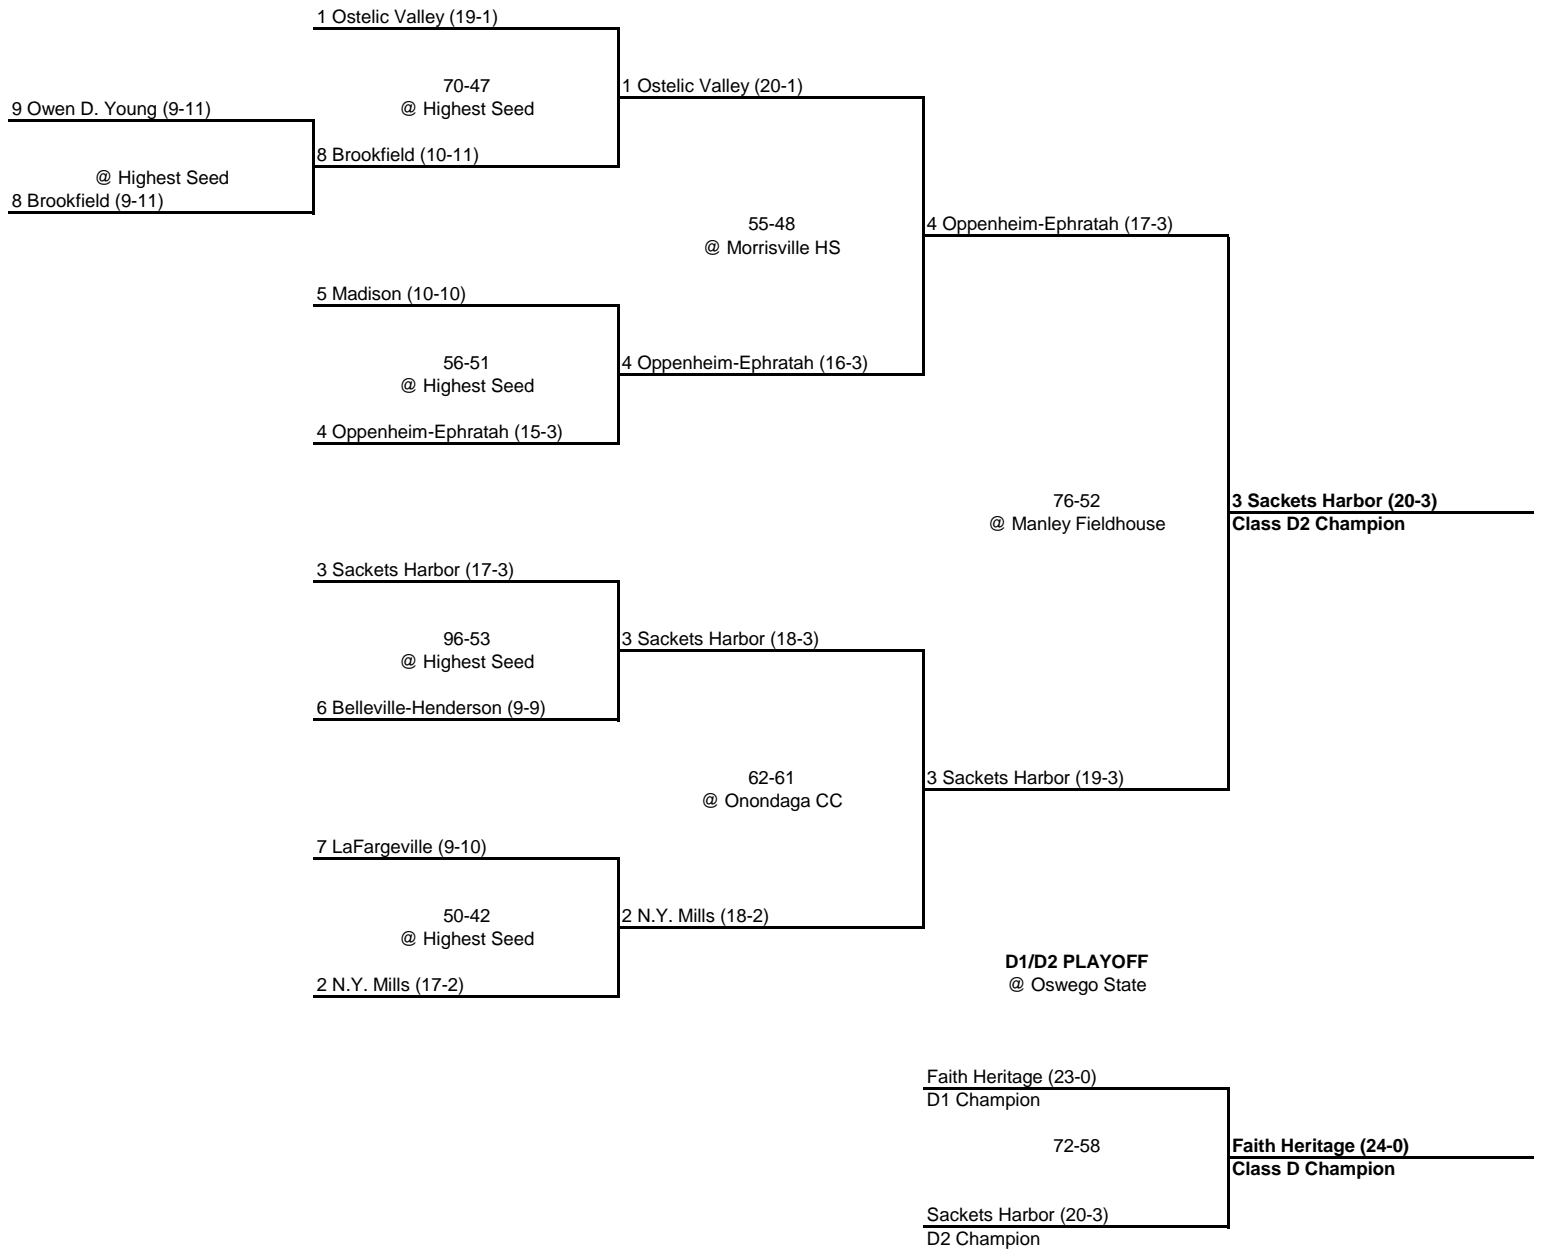 1 Ostelic Valley (19-1)
70-47
@ Highest Seed
1 Ostelic Valley (20-1)
9 Owen D. Young (9-11)
@ Highest Seed
8 Brookfield (10-11)
8 Brookfield (9-11)
55-48
@ Morrisville HS
4 Oppenheim-Ephratah (17-3)
5 Madison (10-10)
56-51
@ Highest Seed
4 Oppenheim-Ephratah (16-3)
4 Oppenheim-Ephratah (15-3)
76-52
@ Manley Fieldhouse
3 Sackets Harbor (20-3)
Class D2 Champion
3 Sackets Harbor (17-3)
96-53
@ Highest Seed
3 Sackets Harbor (18-3)
6 Belleville-Henderson (9-9)
62-61
@ Onondaga CC
3 Sackets Harbor (19-3)
7 LaFargeville (9-10)
50-42
@ Highest Seed
2 N.Y. Mills (18-2)
2 N.Y. Mills (17-2)
D1/D2 PLAYOFF
@ Oswego State
Faith Heritage (23-0)
D1 Champion
72-58
Faith Heritage (24-0)
Class D Champion
Sackets Harbor (20-3)
D2 Champion